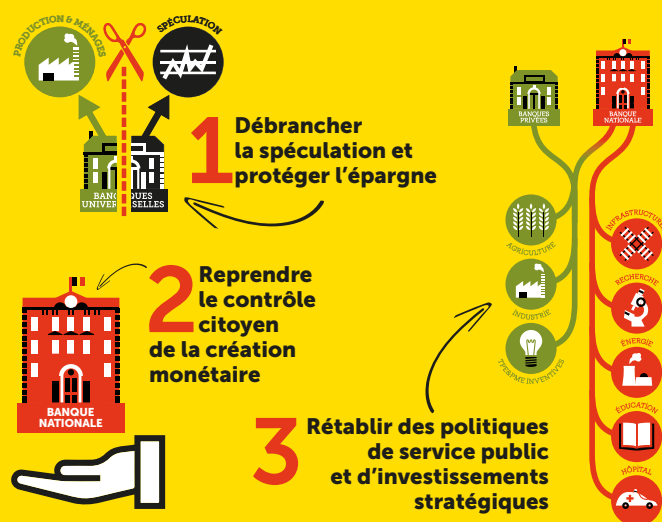 PRODUCTION & MÉNAGES
SPÉCULATION
BANQUES
UNIVERSELLES
1
Débrancher
la spéculation et
protéger l'épargne
2
Reprendre
le contrôle
citoyen
de la création
monétaire
BANQUE
NATIONALE
3
Rétablir des politiques
de service public
et d'investissements
stratégiques
BANQUES
PRIVÉES
BANQUE
NATIONALE
AGRICULTURE
INDUSTRIE
TPE&PME INVENTIVES
INFRASTRUCTURE
RECHERCHE
ÉNERGIE
ÉDUCATION
HÔPITAL